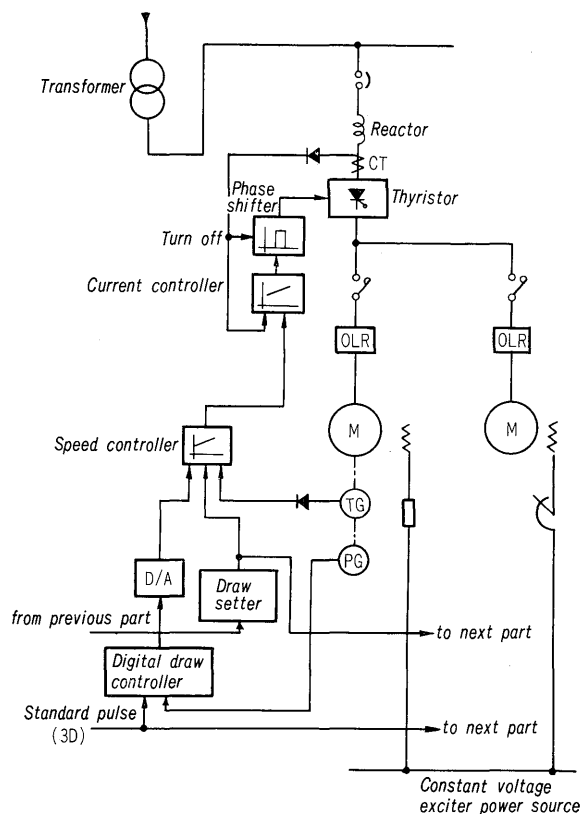 Transformer
Reactor
CT
Phase
shifter
Thyristor
Turn off
Current controller
OLR
OLR
M
M
Speed controller
TG
PG
D/A
Draw
setter
from previous part
to next part
Digital draw
controller
Standard pulse
(3D)
to next part
Constant voltage
exciter power source